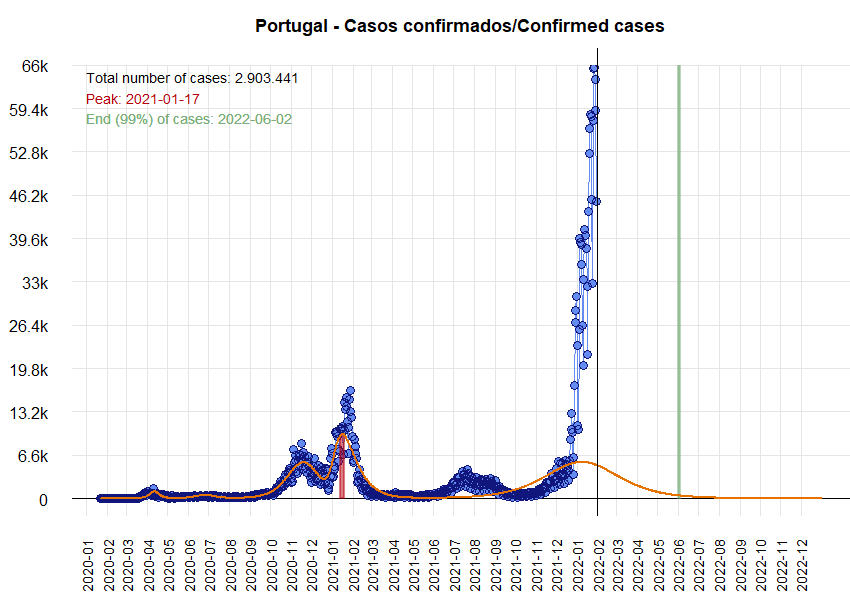 Portugal - Casos confirmados/Confirmed cases
66k
Total number of cases: 2.903.441
Peak: 2021-01-17
59.4k
End (99%) of cases: 2022-06-02
52.8k
46.2k
39.6k
33k
26.4k
19.8k
13.2k
6.6k
0
2020-01
2020-02
2020-03
2020-04
2020-05
2020-06
2020-07
2020-08
2020-09
2020-10
2020-11
2020-12
2021-01
2021-02
2021-03
2021-04
2021-05
2021-06
2021-07
2021-08
2021-09
2021-10
2021-11
2021-12
2022-01
2022-02
2022-03
2022-04
2022-05
2022-06
2022-07
2022-08
2022-09
2022-10
2022-11
2022-12